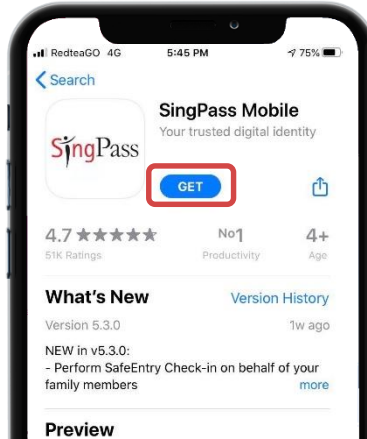 RedteaGO 4G 5:45 PM 75%
Search
SingPass Mobile
Your trusted digital identity
SingPass
GET
4.7 No1 4+
51K Ratings Productivity Age
What's New Version History
Version 5.3.0 1w ago
NEW in v5.3.0:
- Perform SafeEntry Check-in on behalf of your
family members more
Preview